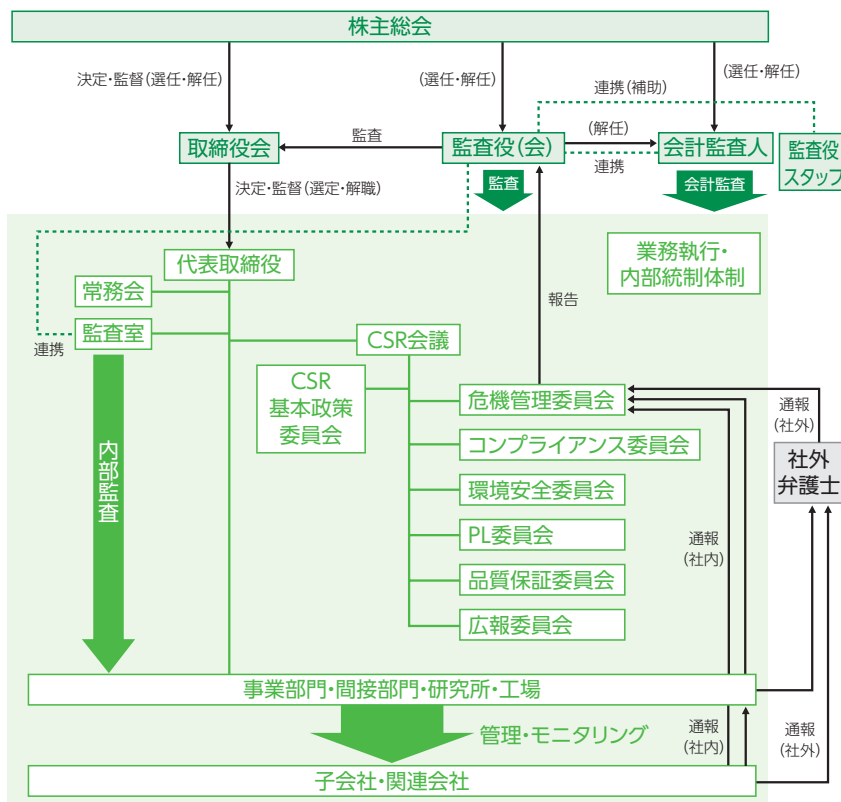 株主総会
決定・監督(選任・解任)
(選任・解任)
連携(補助)
(選任・解任)
取締役会
監査
監査役(会)
(解任)
連携
会計監査人
監査役
スタッフ
決定・監督(選定・解職)
監査
会計監査
代表取締役
業務執行・
内部統制体制
常務会
報告
監査室
連携
CSR会議
CSR
基本政策
委員会
危機管理委員会
通報
(社外)
コンプライアンス委員会
社外
弁護士
内部監査
環境安全委員会
PL委員会
通報
(社内)
品質保証委員会
広報委員会
事業部門・間接部門・研究所・工場
管理・モニタリング
通報
(社内)
通報
(社外)
子会社・関連会社